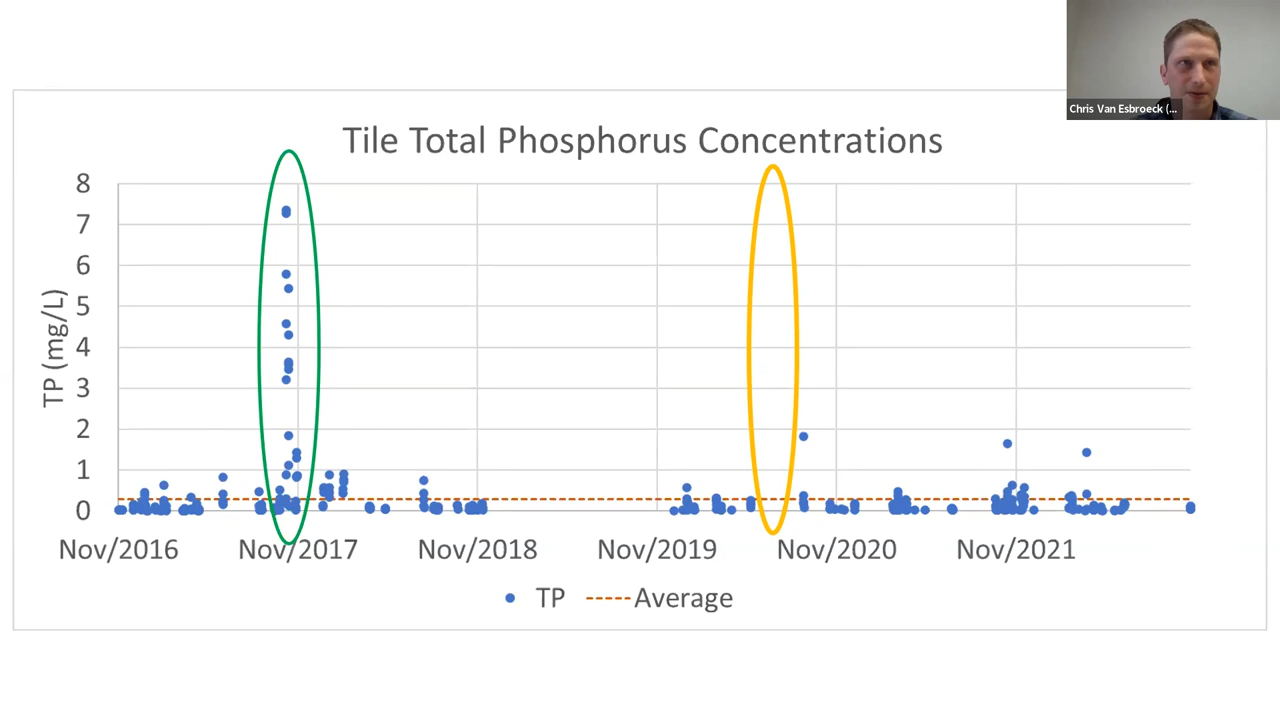 Chris Van Esbroeck (...
Tile Total Phosphorus Concentrations
8
7
6
5
4
3
2
1
0
TP (mg/L)
Nov/2016 Nov/2017 Nov/2018 Nov/2019 Nov/2020 Nov/2021
TP Average